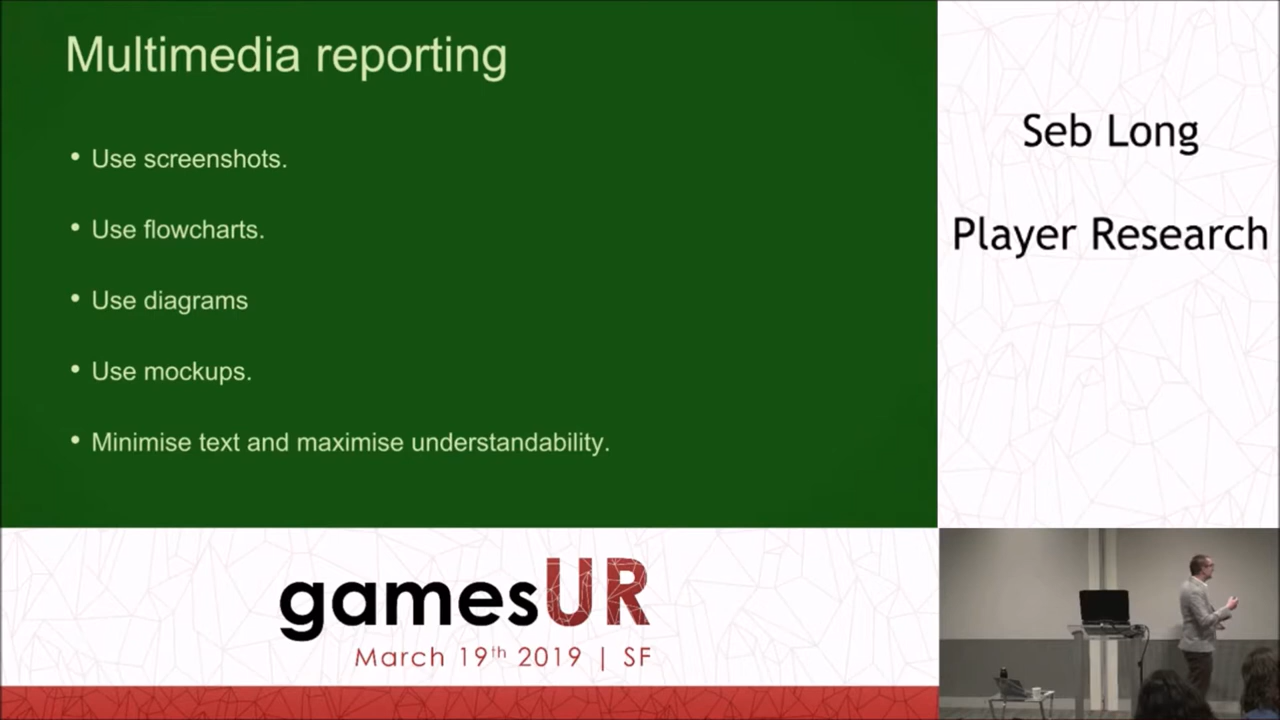 Multimedia reporting
• Use screenshots.
• Use flowcharts.
• Use diagrams
• Use mockups.
• Minimise text and maximise understandability.
Seb Long
Player Research
gamesUR
March 19th 2019 | SF